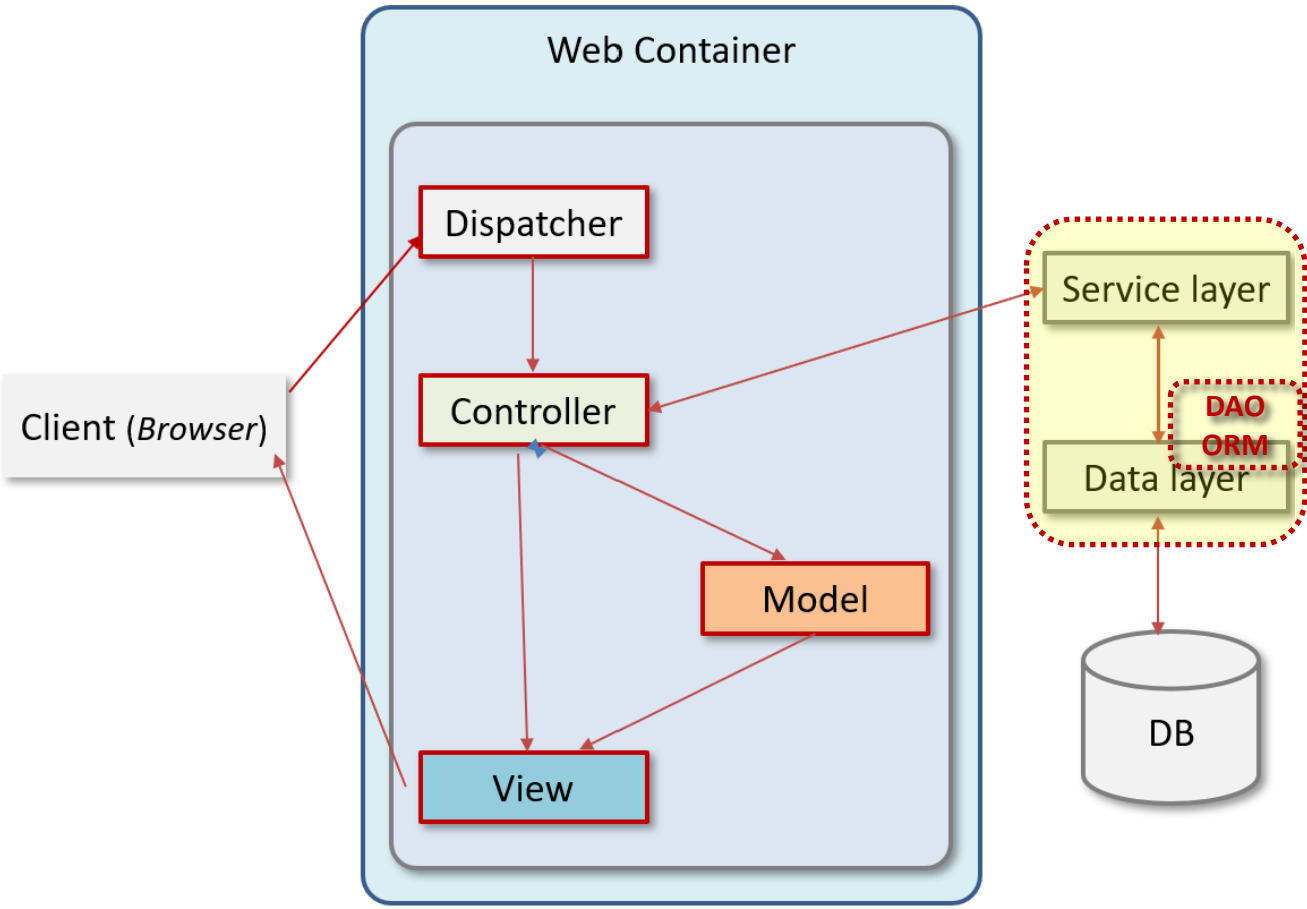 Web Container
Dispatcher
Service layer
Controller
DAO
ORM
Client (Browser)
Data layer
Model
DB
View